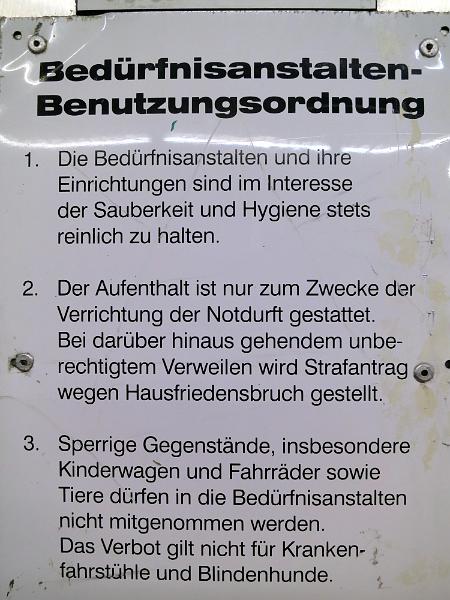 Bedürfnisanstalten-
Benutzungsordnung
1. Die Bedürfnisanstalten und ihre
Einrichtungen sind im Interesse
der Sauberkeit und Hygiene stets
reinlich zu halten.
2. Der Aufenthalt ist nur zum Zwecke der
Verrichtung der Notdurft gestattet.
Bei darüber hinaus gehendem unbe-
rechtigtem Verweilen wird Strafantrag
wegen Hausfriedensbruch gestellt.
3. Sperrige Gegenstände, insbesondere
Kinderwagen und Fahrräder sowie
Tiere dürfen in die Bedürfnisanstalten
nicht mitgenommen werden.
Das Verbot gilt nicht für Kranken-
fahrstühle und Blindenhunde.